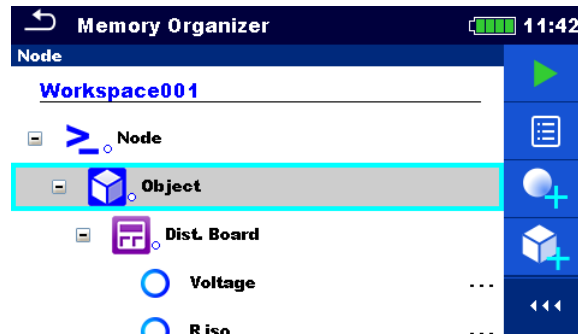 Memory Organizer 11:42
Node
Workspace001
Node
Object
Dist. Board
Voltage ...
R iso ...